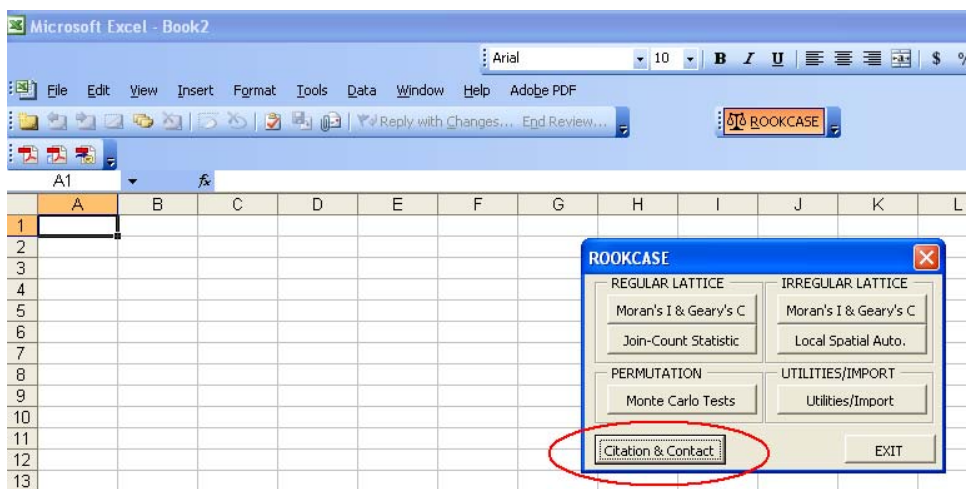 Microsoft Excel - Book2
Arial 10 B I U $ %
File Edit View Insert Format Tools Data Window Help Adobe PDF
Reply with Changes... End Review... ROOKCASE
A1 fx
A B C D E F G H I J K L
1
2
3
4
5
6
7
8
9
10
11
12
13
ROOKCASE
REGULAR LATTICE IRREGULAR LATTICE
Moran's I & Geary's C Moran's I & Geary's C
Join-Count Statistic Local Spatial Auto.
PERMUTATION UTILITIES/IMPORT
Monte Carlo Tests Utilities/Import
Citation & Contact EXIT